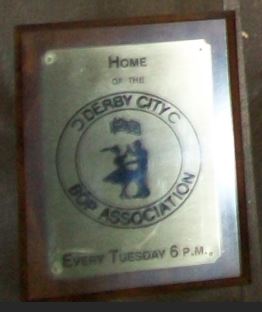 HOME
OF THE
DERBY CITY
BOP ASSOCIATION
EVERY TUESDAY 6 P.M.